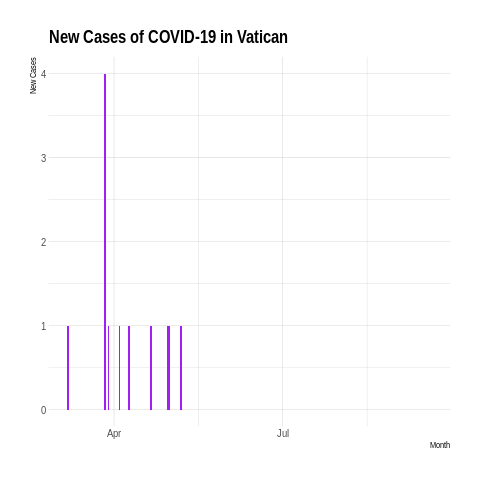 New Cases of COVID-19 in Vatican
New Cases
4
3
2
1
0
Apr
Jul
Month